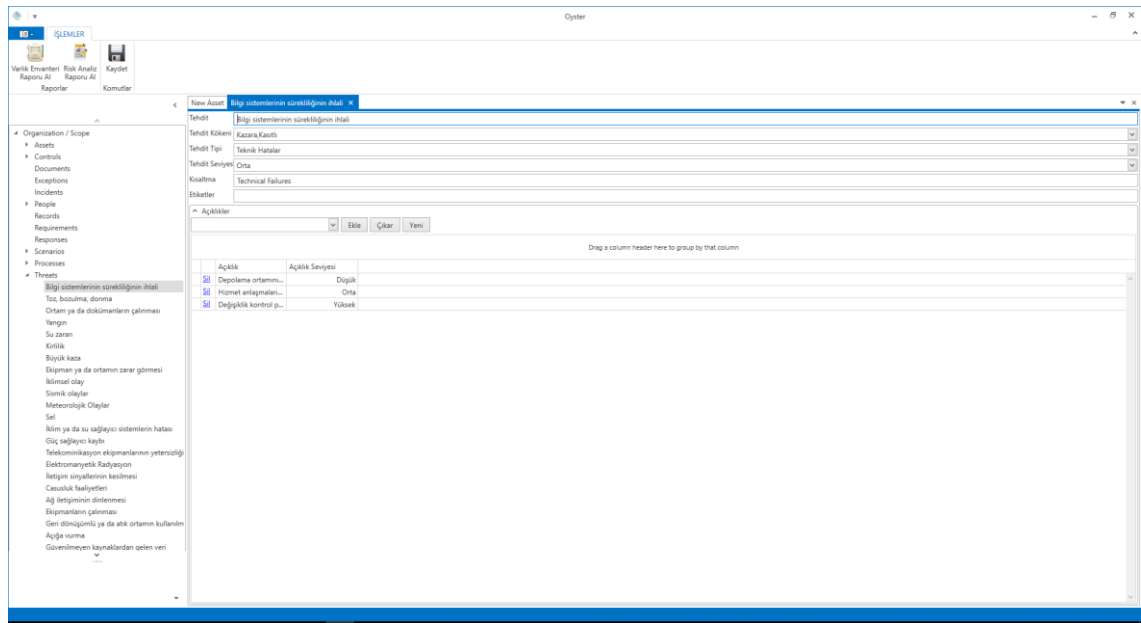 Oyster
İŞLEMLER
Varlık Envanteri Raporu Al
Risk Analiz Raporu Al
Kaydet
Raporlar
Komutlar
Organization / Scope
Assets
Controls
Documents
Exceptions
Incidents
People
Records
Requirements
Responses
Scenarios
Processes
Threats
Bilgi sistemlerinin sürekliliğinin ihlali
Toz, bozulma, donma
Ortam ya da dokümanların çalınması
Yangın
Su zararı
Kirlilik
Büyük kaza
Ekipman ya da ortamın zarar görmesi
İklimsel olay
Sismik olaylar
Meteorolojik Olaylar
Sel
İklim ya da su sağlayıcı sistemlerin hatası
Güç sağlayıcı kaybı
Telekominikasyon ekipmanlarının yetersizliği
Elektromanyetik Radyasyon
İletişim sinyallerinin kesilmesi
Casusluk faaliyetleri
Ağ iletişiminin dinlenmesi
Ekipmanların çalınması
Geri dönüşümlü ya da atık ortamın kullanılm
Açığa vurma
Güvenilmeyen kaynaklardan gelen veri
New Asset Bilgi sistemlerinin sürekliliğinin ihlali
Tehdit Bilgi sistemlerinin sürekliliğinin ihlali
Tehdit Kökeni Kazara,Kasıtlı
Tehdit Tipi Teknik Hatalar
Tehdit Seviyes Orta
Kısaltma Technical Failures
Etiketler
Açıklıklar
Ekle Çıkar Yeni
Drag a column header here to group by that column
Açıklık Açıklık Seviyesi
Sil Depolama ortamını... Düşük
Sil Hizmet anlaşmaları... Orta
Sil Değişiklik kontrol p... Yüksek